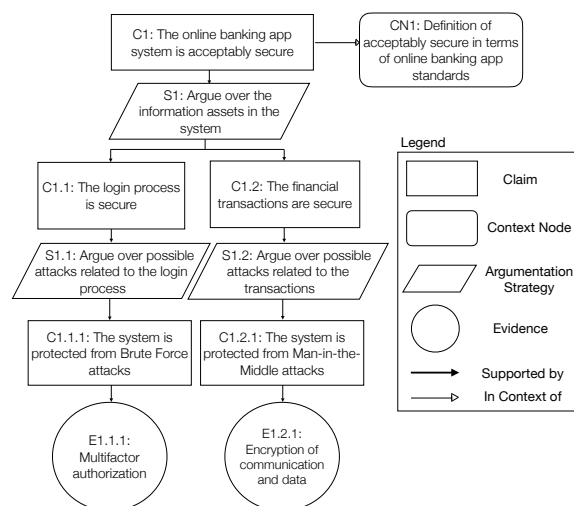 C1: The online banking app
system is acceptably secure
CN1: Definition of
acceptably secure in terms
of online banking app
standards
S1: Argue over the
information assets in the
system
C1.1: The login process
is secure
C1.2: The financial
transactions are secure
S1.1: Argue over possible
attacks related to the login
process
S1.2: Argue over possible
attacks related to the
transactions
C1.1.1: The system is
protected from Brute Force
attacks
C1.2.1: The system is
protected from Man-in-the-
Middle attacks
E1.1.1:
Multifactor
authorization
E1.2.1:
Encryption of
communication
and data
Legend
Claim
Context Node
Argumentation
Strategy
Evidence
Supported by
In Context of